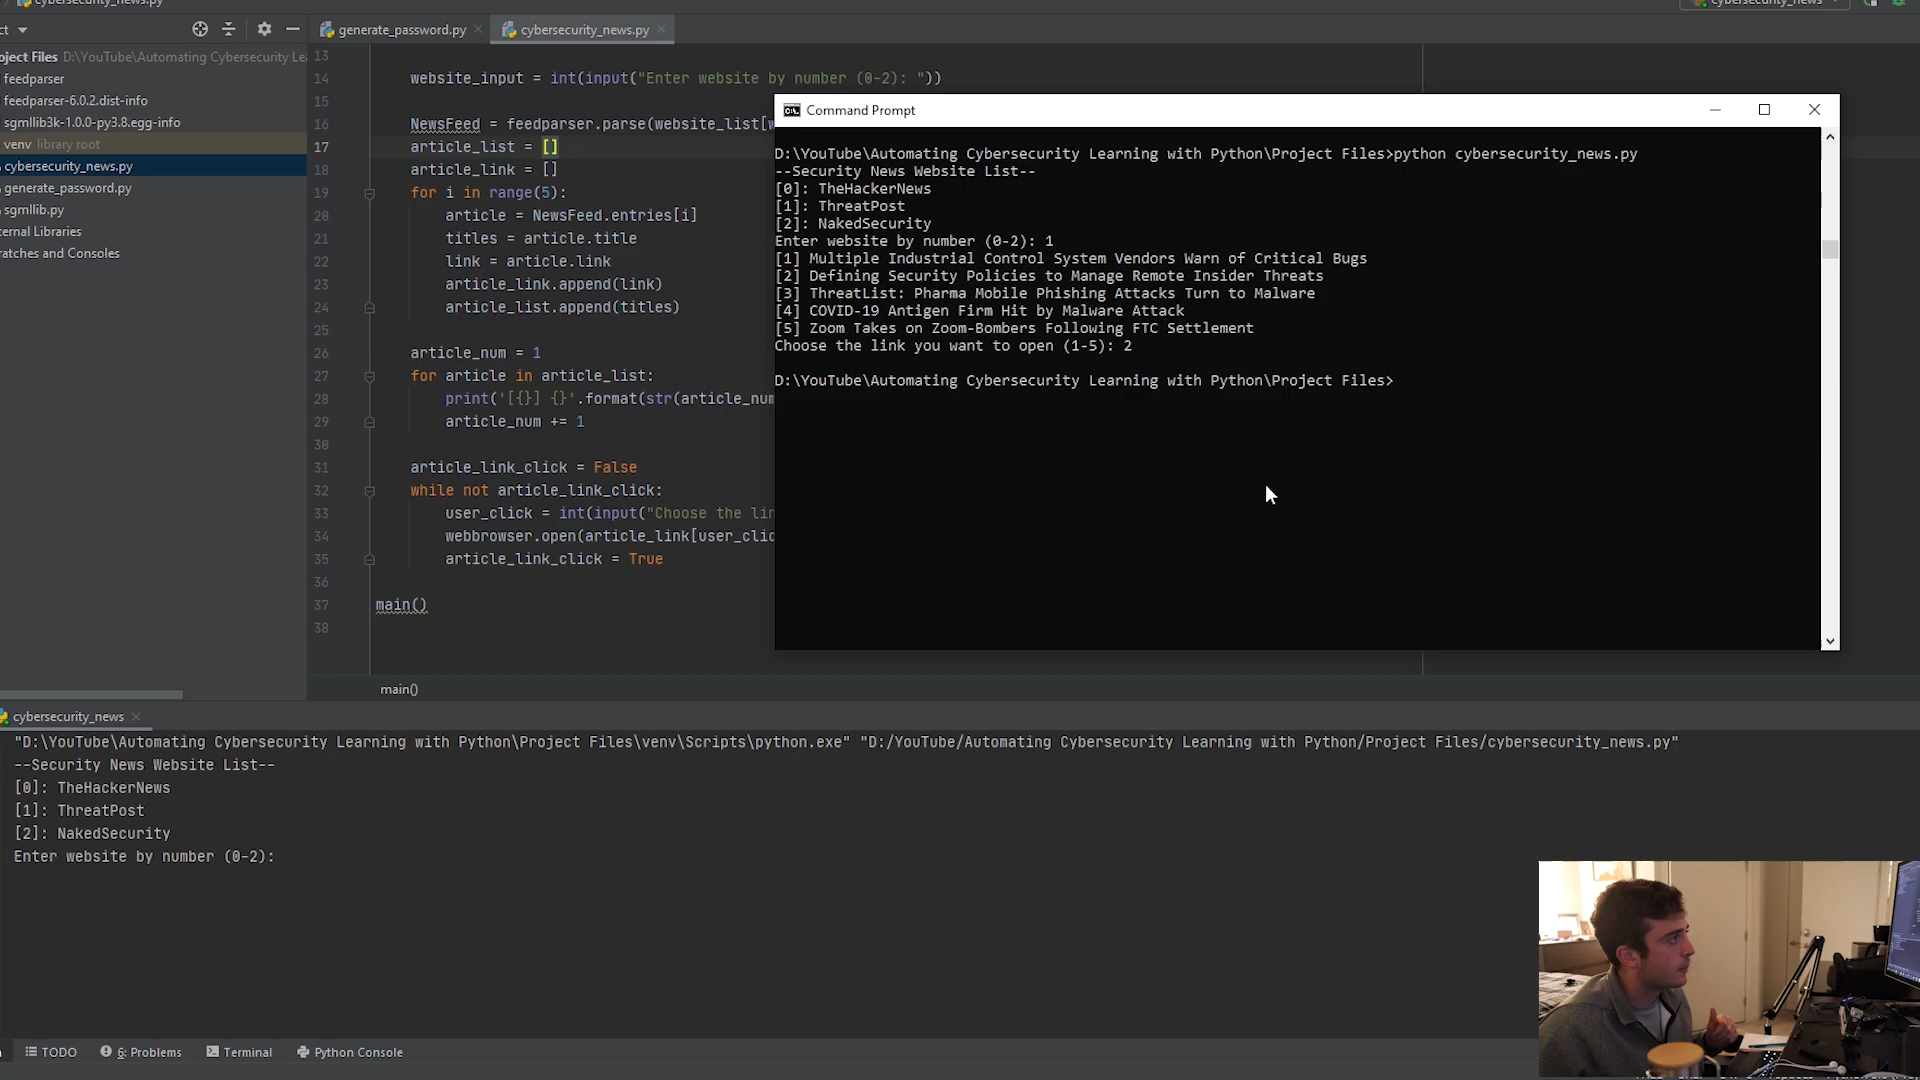 cybersecurity_news.py
cybersecurity_news
ct
generate_password.py
cybersecurity_news.py
oject Files D:\YouTube\Automating Cybersecurity Le
feedparser
feedparser-6.0.2.dist-info
sgmllib3k-1.0.0-py3.8.egg-info
venv library root
cybersecurity_news.py
generate_password.py
sgmllib.py
ternal Libraries
ratches and Consoles
13
14 website_input = int(input("Enter website by number (0-2): "))
15
16 NewsFeed = feedparser.parse(website_list[w
17 article_list = []
18 article_link = []
19 for i in range(5):
20 article = NewsFeed.entries[i]
21 titles = article.title
22 link = article.link
23 article_link.append(link)
24 article_list.append(titles)
25
26 article_num = 1
27 for article in article_list:
28 print('[{}] {}'.format(str(article_num
29 article_num += 1
30
31 article_link_click = False
32 while not article_link_click:
33 user_click = int(input("Choose the lin
34 webbrowser.open(article_link[user_clic
35 article_link_click = True
36
37 main()
38
main()
Command Prompt
D:\YouTube\Automating Cybersecurity Learning with Python\Project Files>python cybersecurity_news.py
--Security News Website List--
[0]: TheHackerNews
[1]: ThreatPost
[2]: NakedSecurity
Enter website by number (0-2): 1
[1] Multiple Industrial Control System Vendors Warn of Critical Bugs
[2] Defining Security Policies to Manage Remote Insider Threats
[3] ThreatList: Pharma Mobile Phishing Attacks Turn to Malware
[4] COVID-19 Antigen Firm Hit by Malware Attack
[5] Zoom Takes on Zoom-Bombers Following FTC Settlement
Choose the link you want to open (1-5): 2
D:\YouTube\Automating Cybersecurity Learning with Python\Project Files>
cybersecurity_news
"D:\YouTube\Automating Cybersecurity Learning with Python\Project Files\venv\Scripts\python.exe" "D:/YouTube/Automating Cybersecurity Learning with Python/Project Files/cybersecurity_news.py"
--Security News Website List--
[0]: TheHackerNews
[1]: ThreatPost
[2]: NakedSecurity
Enter website by number (0-2):
TODO
6: Problems
Terminal
Python Console